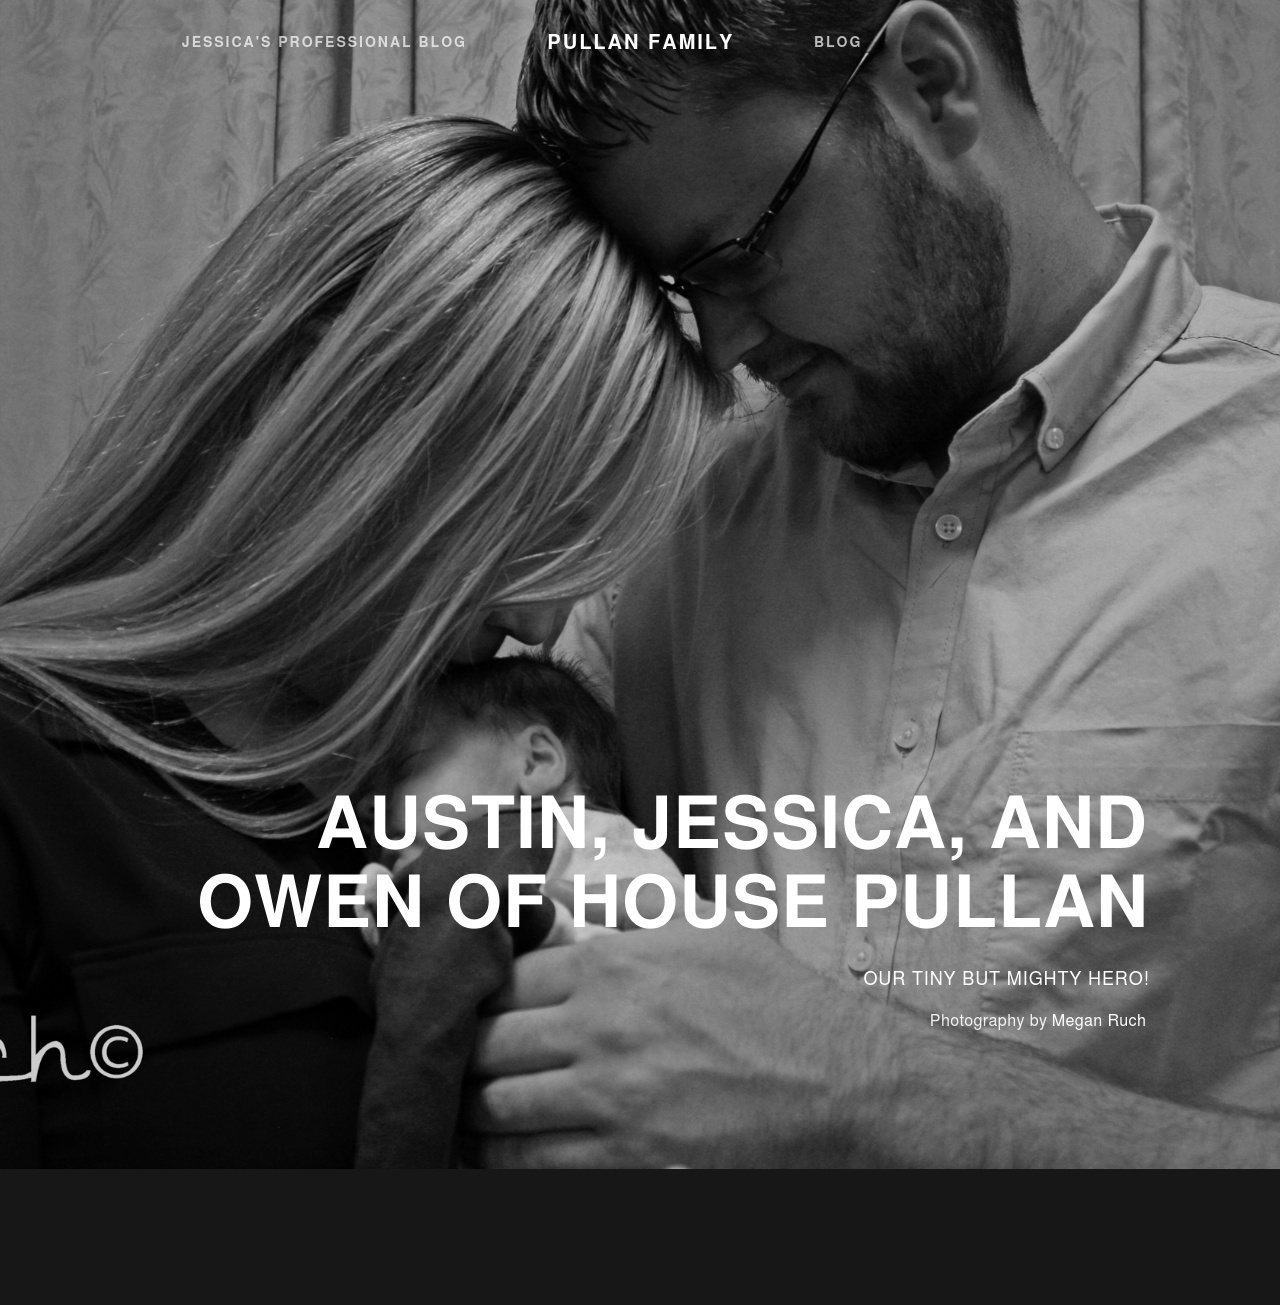 JESSICA'S PROFESSIONAL BLOG
PULLAN FAMILY
BLOG
AUSTIN, JESSICA, AND
OWEN OF HOUSE PULLAN
OUR TINY BUT MIGHTY HERO!
Photography by Megan Ruch
ch©